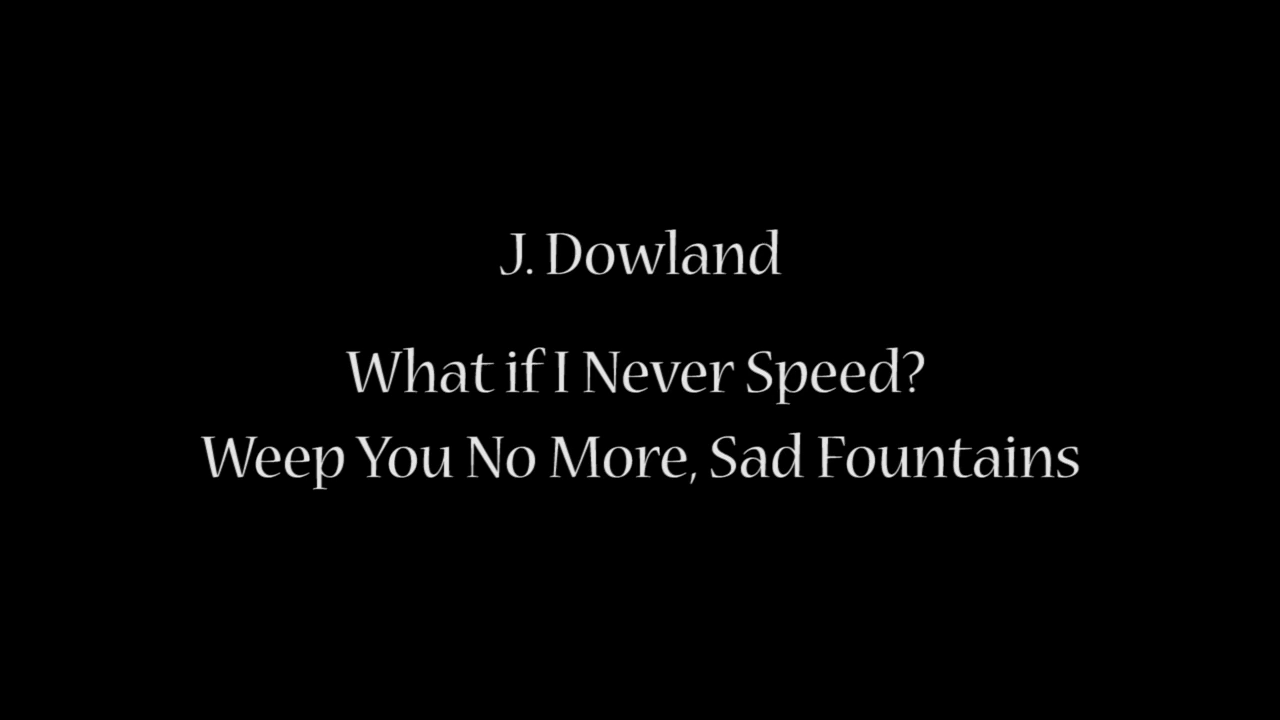 J. Dowland
What if I Never Speed?
Weep You No More, Sad Fountains